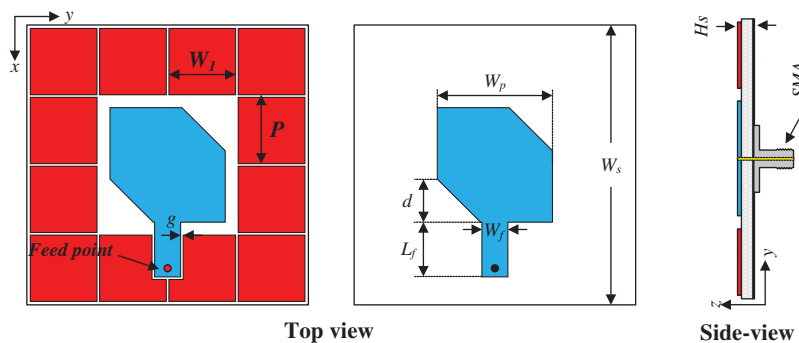 y
x
W1
P
g
Feed point
Wp
Ws
d
Lf
Wf
Hs
SMA
y
z
Top view
Side-view